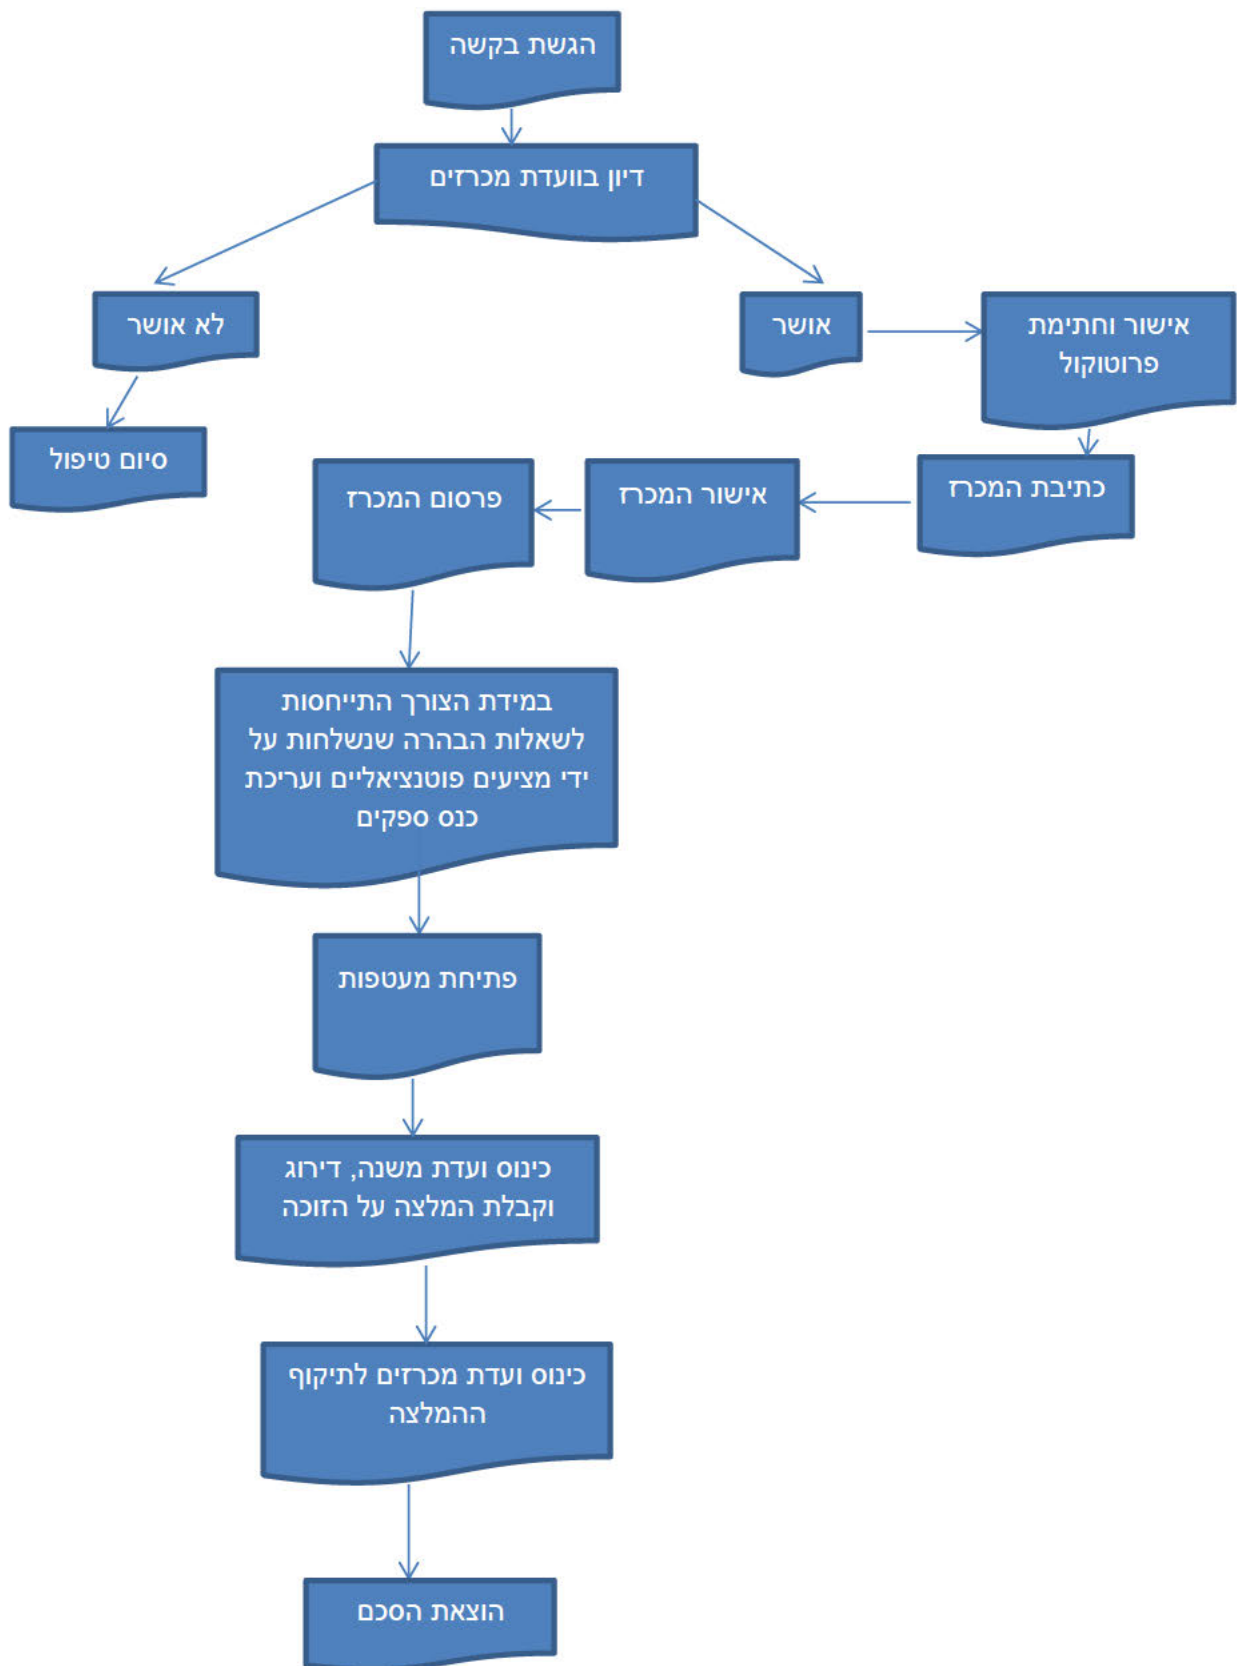 הגשת בקשה
דיון בוועדת מכרזים
אושר
לא אושר
אישור וחתימת
פרוטוקול
סיום טיפול
כתיבת המכרז
אישור המכרז
פרסום המכרז
במידת הצורך התייחסות
לשאלות הבהרה שנשלחות על
ידי מציעים פוטנציאליים ועריכת
כנס ספקים
פתיחת מעטפות
כינוס ועדת משנה, דירוג
וקבלת המלצה על הזוכה
כינוס ועדת מכרזים לתיקוף
ההמלצה
הוצאת הסכם